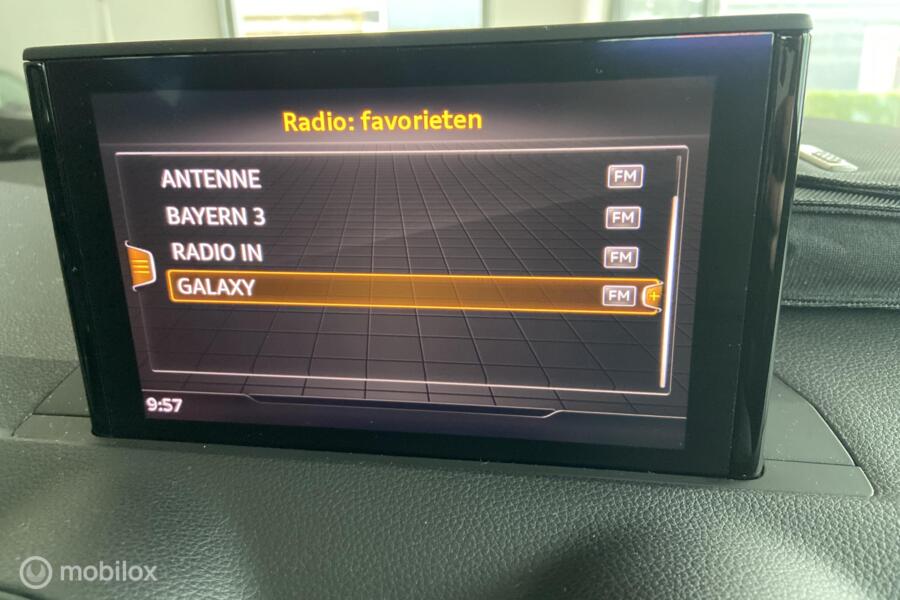 Radio: favorieten
ANTENNE FM
BAYERN 3 FM
RADIO IN FM
GALAXY FM
9:57
mobilox